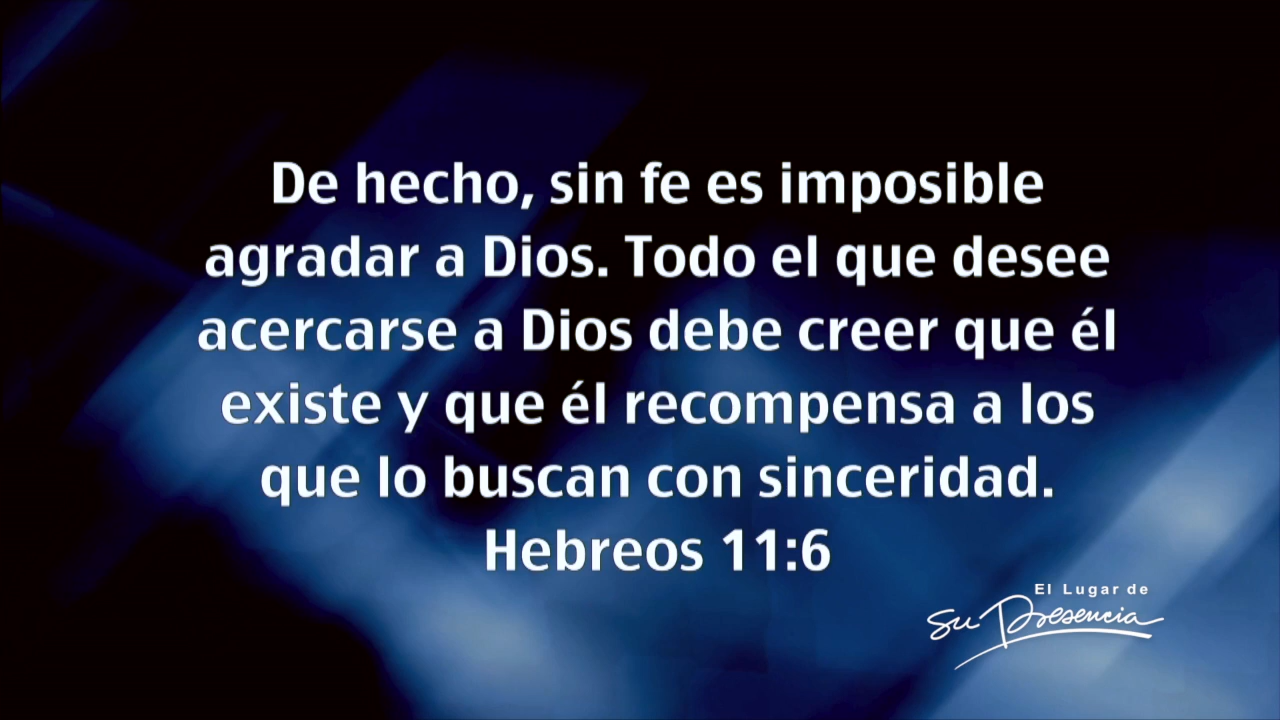 De hecho, sin fe es imposible
agradar a Dios. Todo el que desee
acercarse a Dios debe creer que él
existe y que él recompensa a los
que lo buscan con sinceridad.
Hebreos 11:6
El Lugar de
Su Presencia